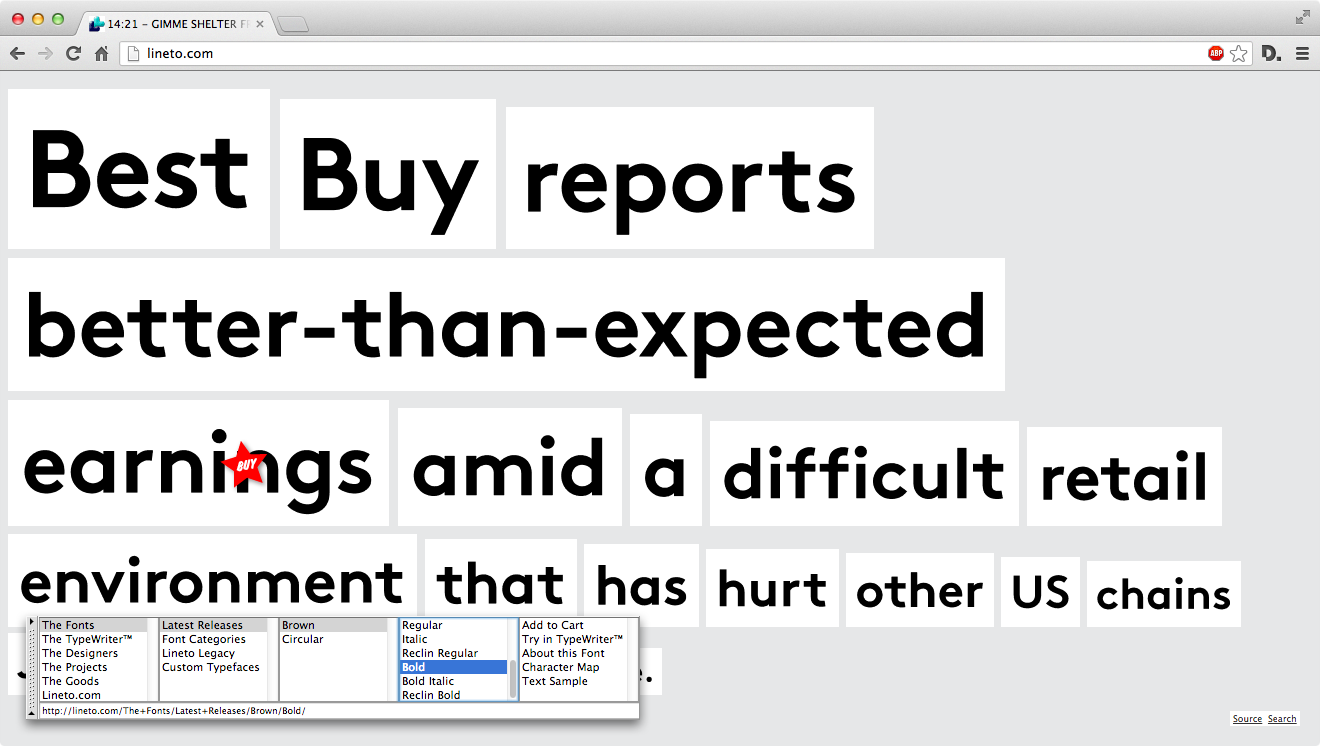 14:21 – GIMME SHELTER
lineto.com
ABP
D.
Best Buy reports
better-than-expected
earnings amid a difficult retail
BUY
environment that has hurt other US chains
The Fonts
The TypeWriter™
The Designers
The Projects
The Goods
Lineto.com
Latest Releases
Font Categories
Lineto Legacy
Custom Typefaces
Brown
Circular
Regular
Italic
Reclin Regular
Bold
Bold Italic
Reclin Bold
Add to Cart
Try in TypeWriter™
About this Font
Character Map
Text Sample
http://lineto.com/The+Fonts/Latest+Releases/Brown/Bold/
Source Search